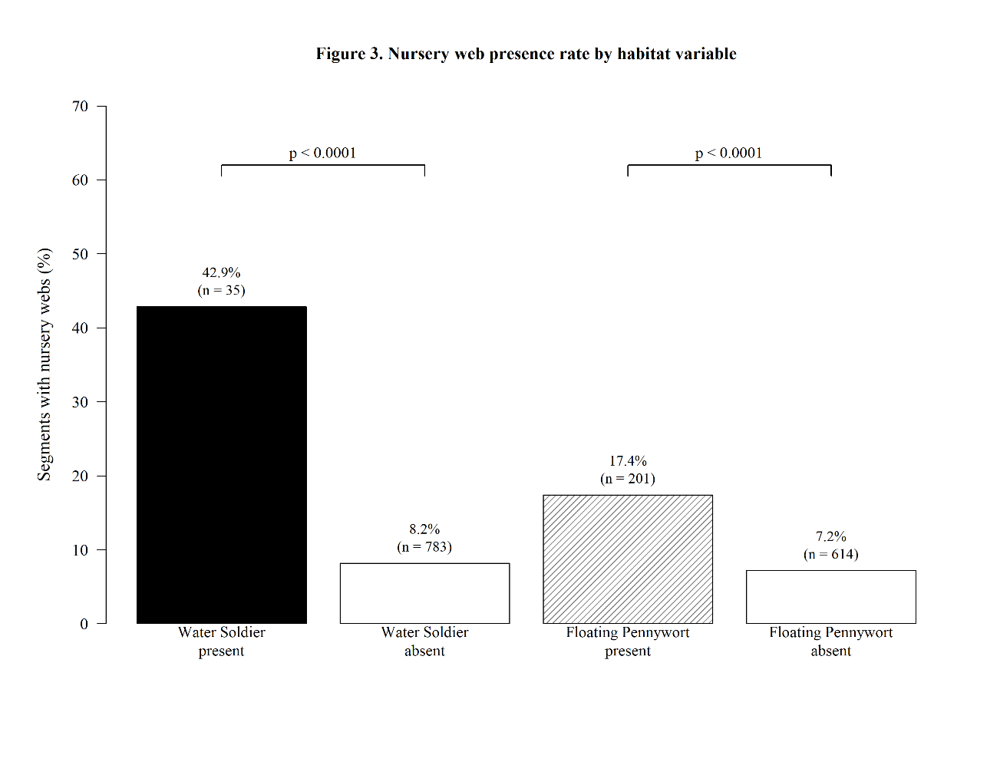 Figure 3. Nursery web presence rate by habitat variable
Segments with nursery webs (%)
70
60
50
40
30
20
10
0
p < 0.0001
p < 0.0001
42.9%
(n = 35)
8.2%
(n = 783)
17.4%
(n = 201)
7.2%
(n = 614)
Water Soldier
present
Water Soldier
absent
Floating Pennywort
present
Floating Pennywort
absent